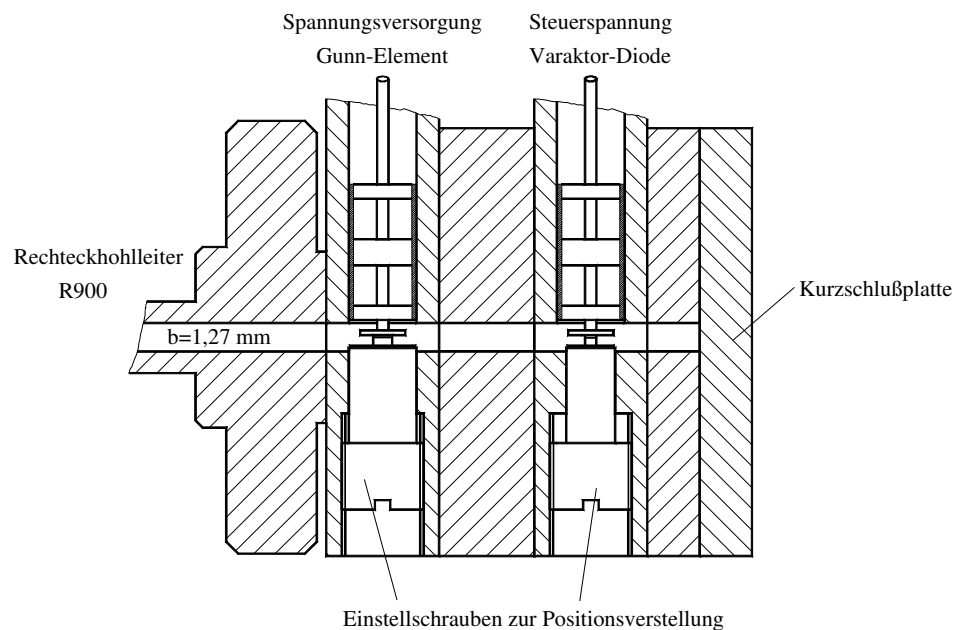 Spannungsversorgung
Gunn-Element
Steuerspannung
Varaktor-Diode
Rechteckhohlleiter
R900
b=1,27 mm
Kurzschlußplatte
Einstellschrauben zur Positionsverstellung